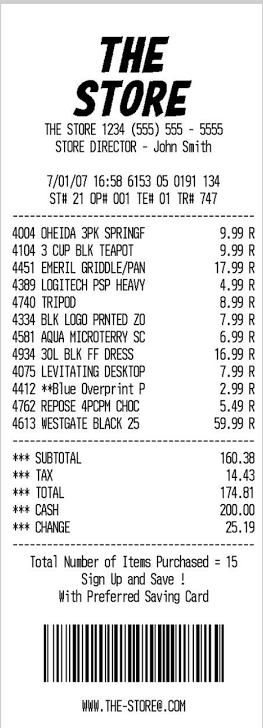 THE
STORE
THE STORE 1234 (555) 555 - 5555
STORE DIRECTOR - John Smith
7/01/07 16:58 6153 05 0191 134
ST# 21 OP# 001 TE# 01 TR# 747
--------------------------------
4004 OHEIDA 3PK SPRINGF 9.99 R
4104 3 CUP BLK TEAPOT 9.99 R
4451 EMERIL GRIDDLE/PAN 17.99 R
4389 LOGITECH PSP HEAVY 4.99 R
4740 TRIPOD 8.99 R
4334 BLK LOGO PRNTED ZO 7.99 R
4581 AQUA MICROTERRY SC 6.99 R
4934 30L BLK FF DRESS 16.99 R
4075 LEVITATING DESKTOP 7.99 R
4412 **Blue Overprint P 2.99 R
4762 REPOSE 4PCPM CHOC 5.49 R
4613 WESTGATE BLACK 25 59.99 R
--------------------------------
*** SUBTOTAL 160.38
*** TAX 14.43
*** TOTAL 174.81
*** CASH 200.00
*** CHANGE 25.19
--------------------------------
Total Number of Items Purchased = 15
Sign Up and Save !
With Preferred Saving Card
WWW.THE-STORE@.COM